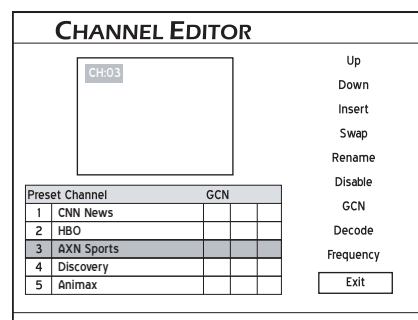 CHANNEL EDITOR
CH:03
Preset Channel GCN
1 CNN News
2 HBO
3 AXN Sports
4 Discovery
5 Animax
Up
Down
Insert
Swap
Rename
Disable
GCN
Decode
Frequency
Exit